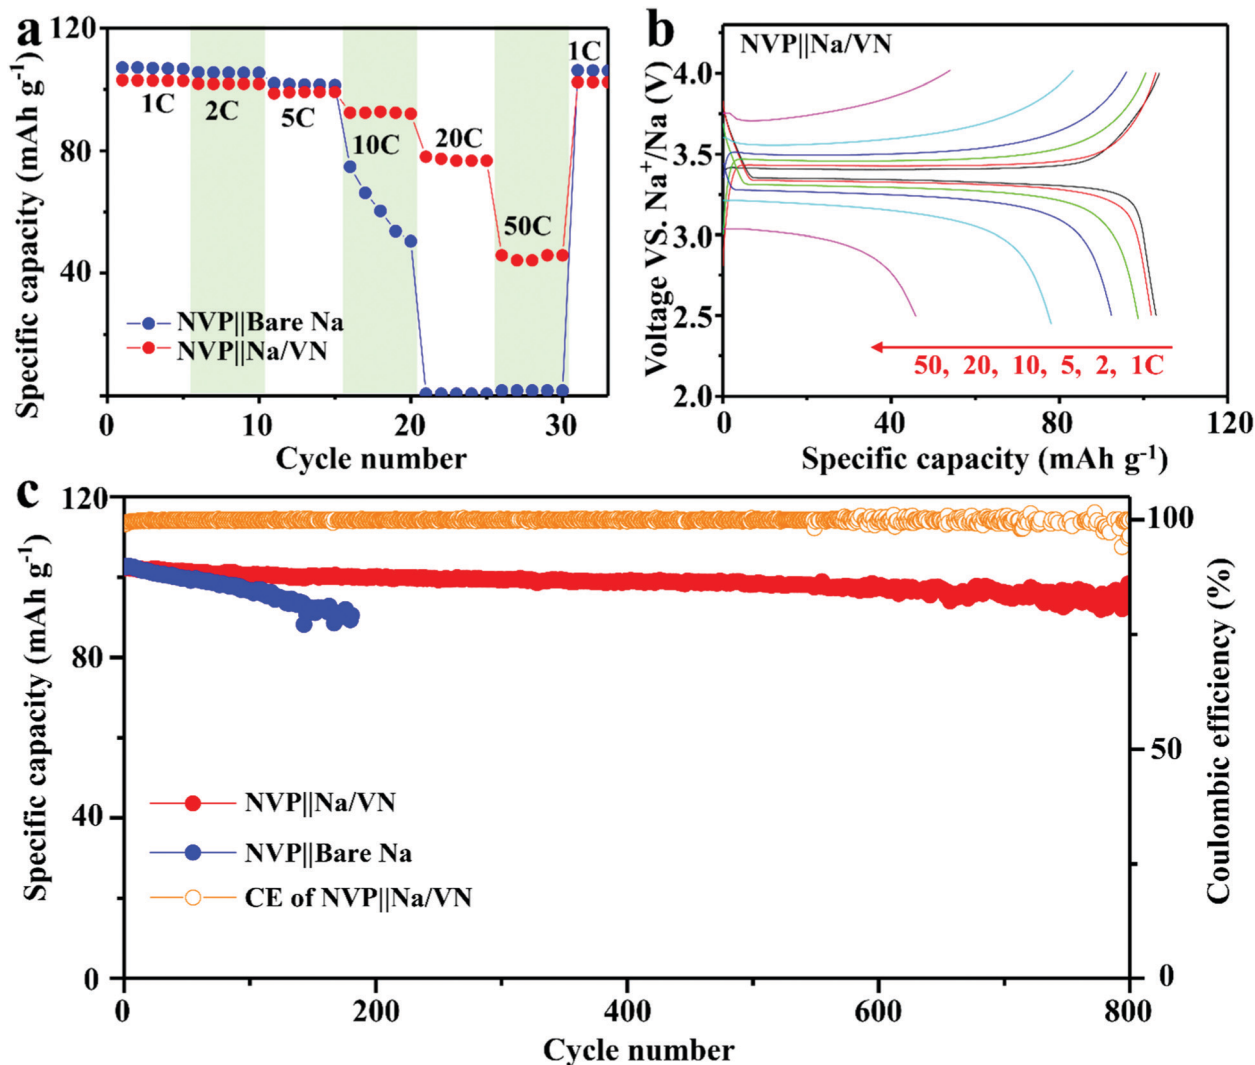 a
120
80
40
0
10
20
30
Specific capacity (mAh g⁻¹)
Cycle number
1C
2C
5C
10C
20C
50C
1C
NVP||Bare Na
NVP||Na/VN
b
NVP||Na/VN
4.0
3.5
3.0
2.5
2.0
0
40
80
120
Voltage VS. Na⁺/Na (V)
Specific capacity (mAh g⁻¹)
50, 20, 10, 5, 2, 1C
c
120
80
40
0
0
200
400
600
800
100
50
0
Specific capacity (mAh g⁻¹)
Coulombic efficiency (%)
Cycle number
NVP||Na/VN
NVP||Bare Na
CE of NVP||Na/VN